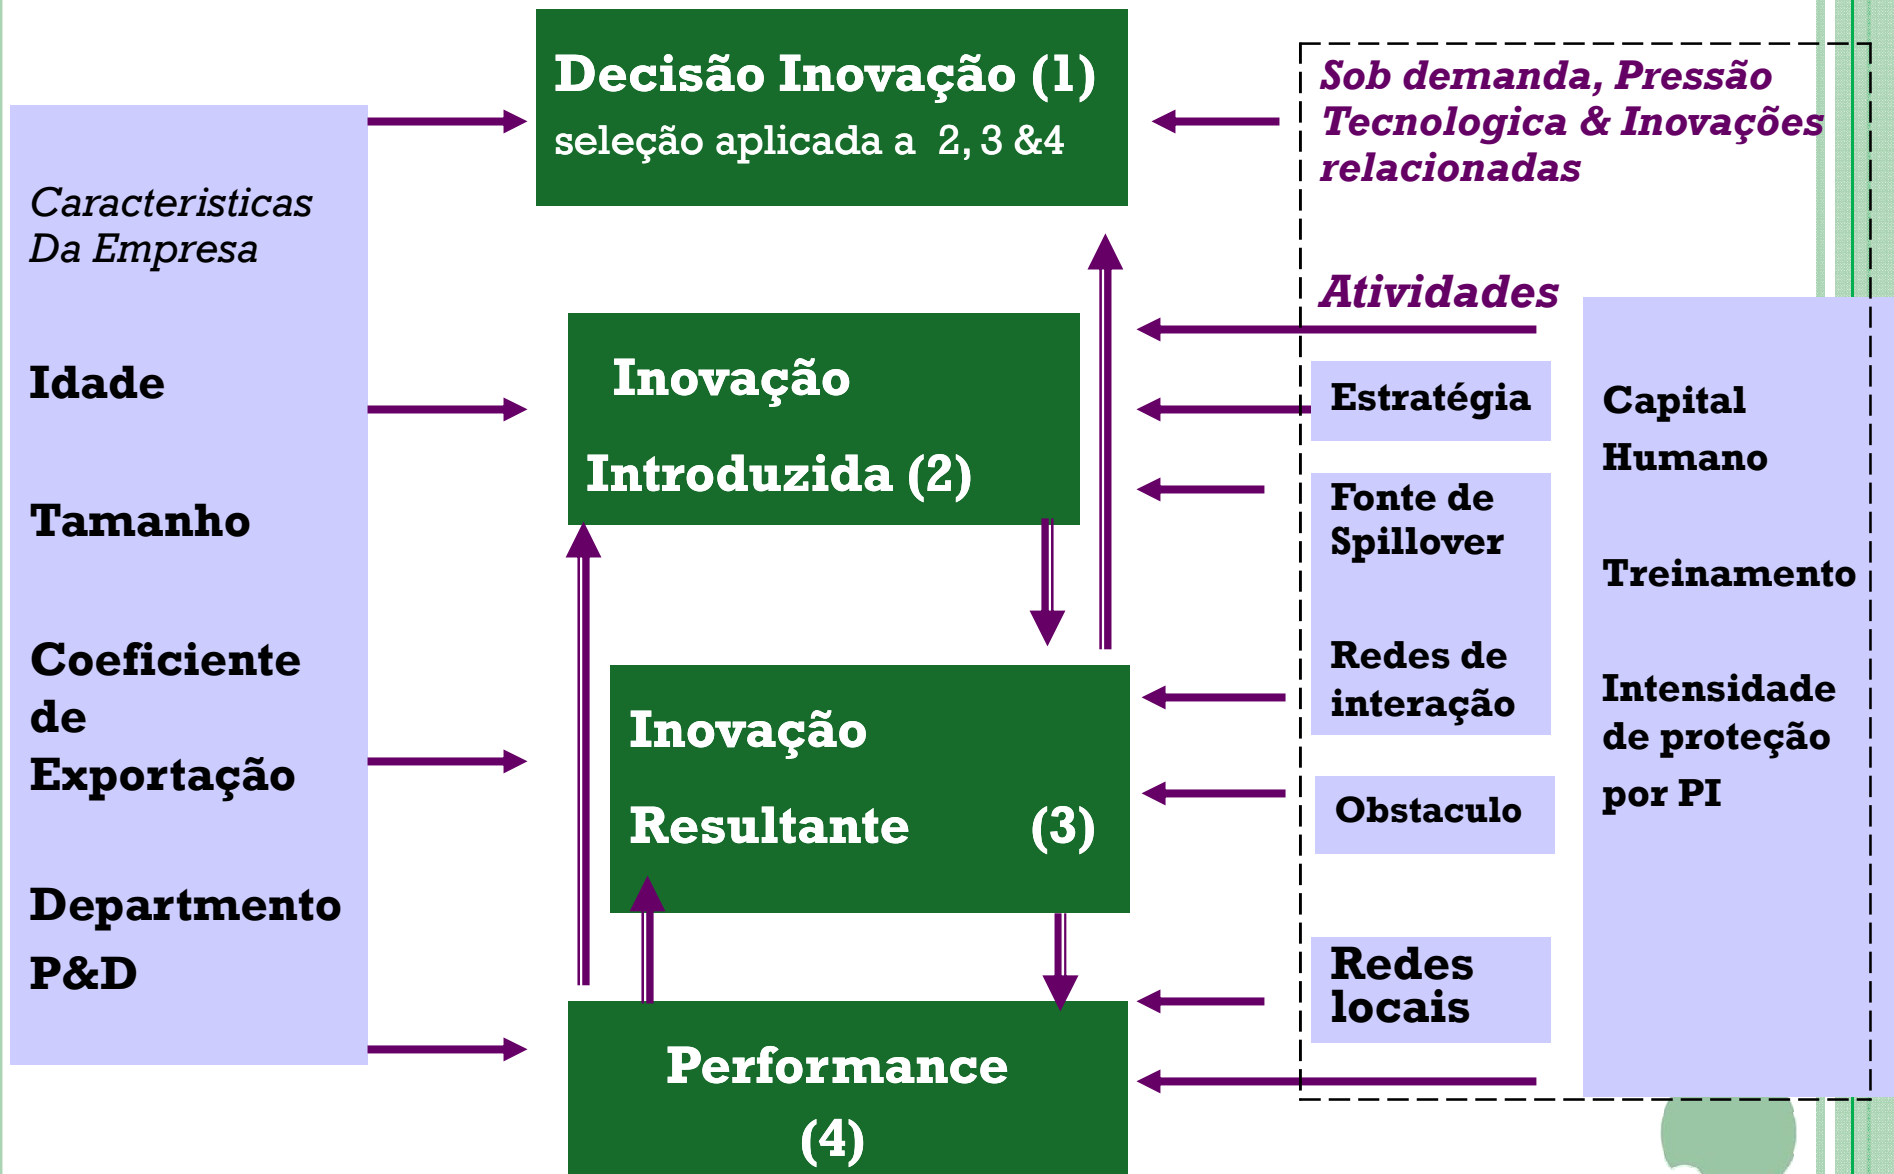 Decisão Inovação (1)
seleção aplicada a 2, 3 &4
Caracteristicas
Da Empresa
Idade
Tamanho
Coeficiente
de
Exportação
Departmento
P&D
Inovação
Introduzida (2)
Inovação
Resultante (3)
Performance
(4)
Sob demanda, Pressão
Tecnologica & Inovações
relacionadas
Atividades
Estratégia
Fonte de
Spillover
Redes de
interação
Obstaculo
Redes
locais
Capital
Humano
Treinamento
Intensidade
de proteção
por PI